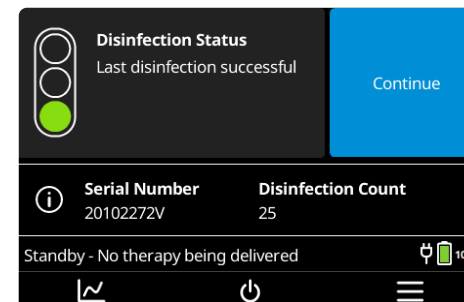 Disinfection Status
Last disinfection successful
Continue
Serial Number
Disinfection Count
20102272V
25
Standby - No therapy being delivered